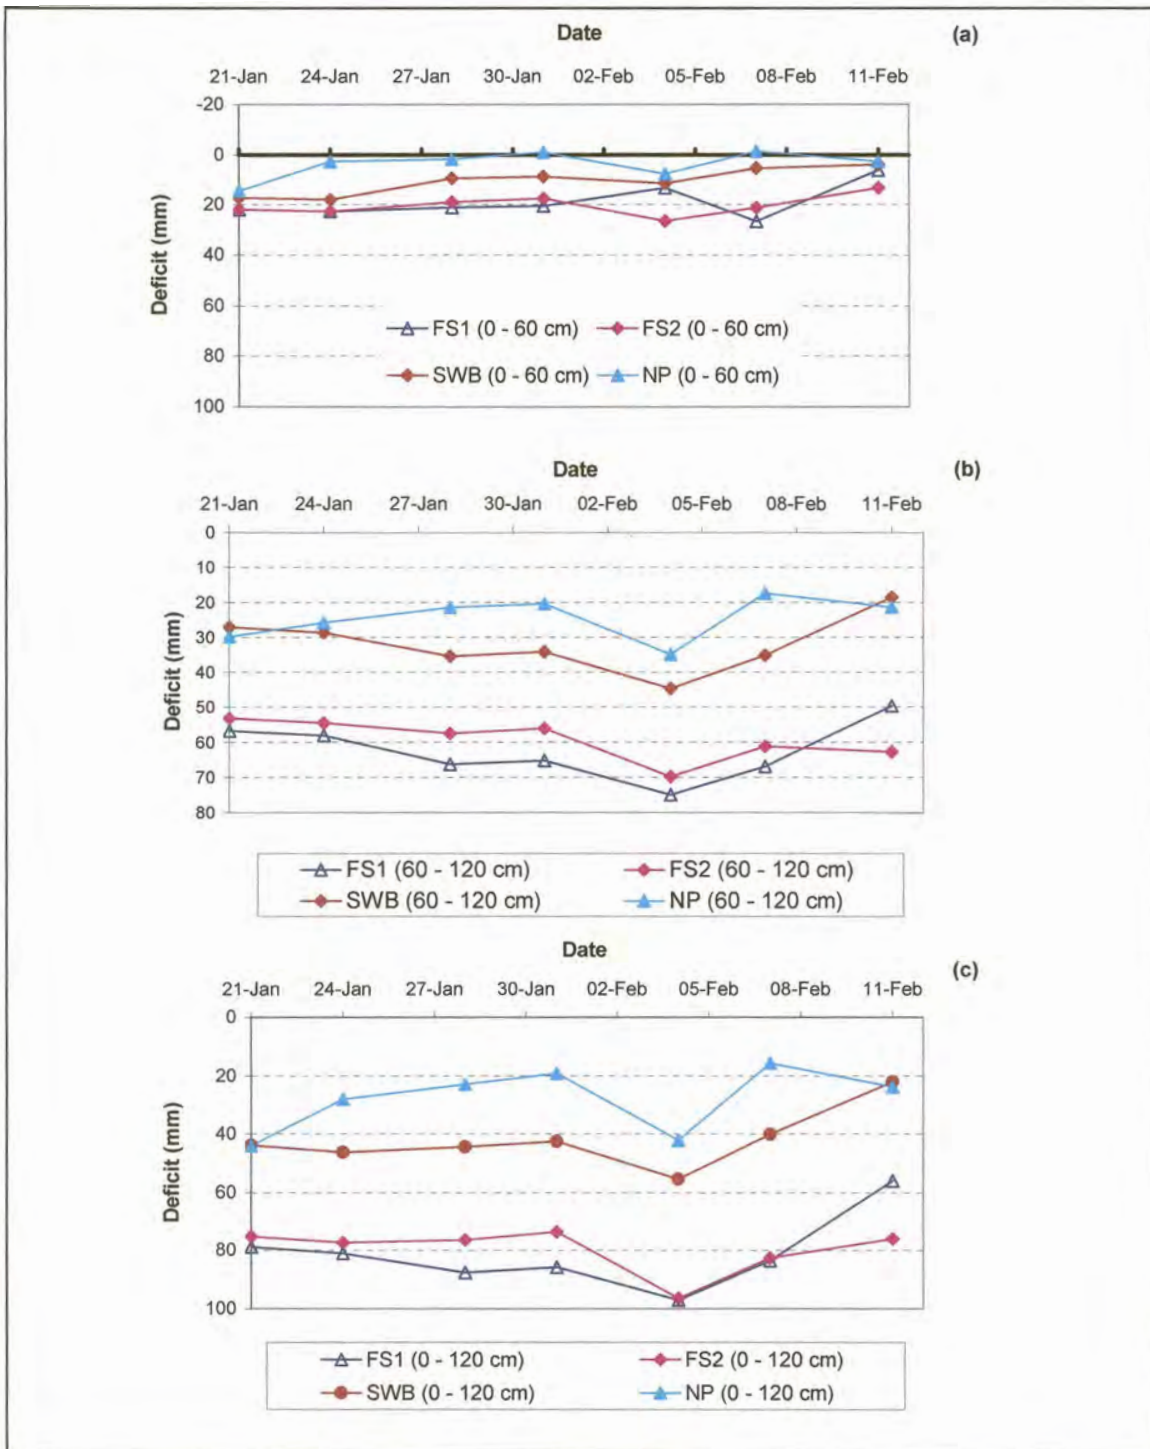 Date
(a)
21-Jan 24-Jan 27-Jan 30-Jan 02-Feb 05-Feb 08-Feb 11-Feb
-20
0
20
40
60
80
100
Deficit (mm)
FS1 (0 - 60 cm) FS2 (0 - 60 cm)
SWB (0 - 60 cm) NP (0 - 60 cm)
Date
(b)
21-Jan 24-Jan 27-Jan 30-Jan 02-Feb 05-Feb 08-Feb 11-Feb
0
10
20
30
40
50
60
70
80
Deficit (mm)
FS1 (60 - 120 cm) FS2 (60 - 120 cm)
SWB (60 - 120 cm) NP (60 - 120 cm)
Date
(c)
21-Jan 24-Jan 27-Jan 30-Jan 02-Feb 05-Feb 08-Feb 11-Feb
0
20
40
60
80
100
Deficit (mm)
FS1 (0 - 120 cm) FS2 (0 - 120 cm)
SWB (0 - 120 cm) NP (0 - 120 cm)